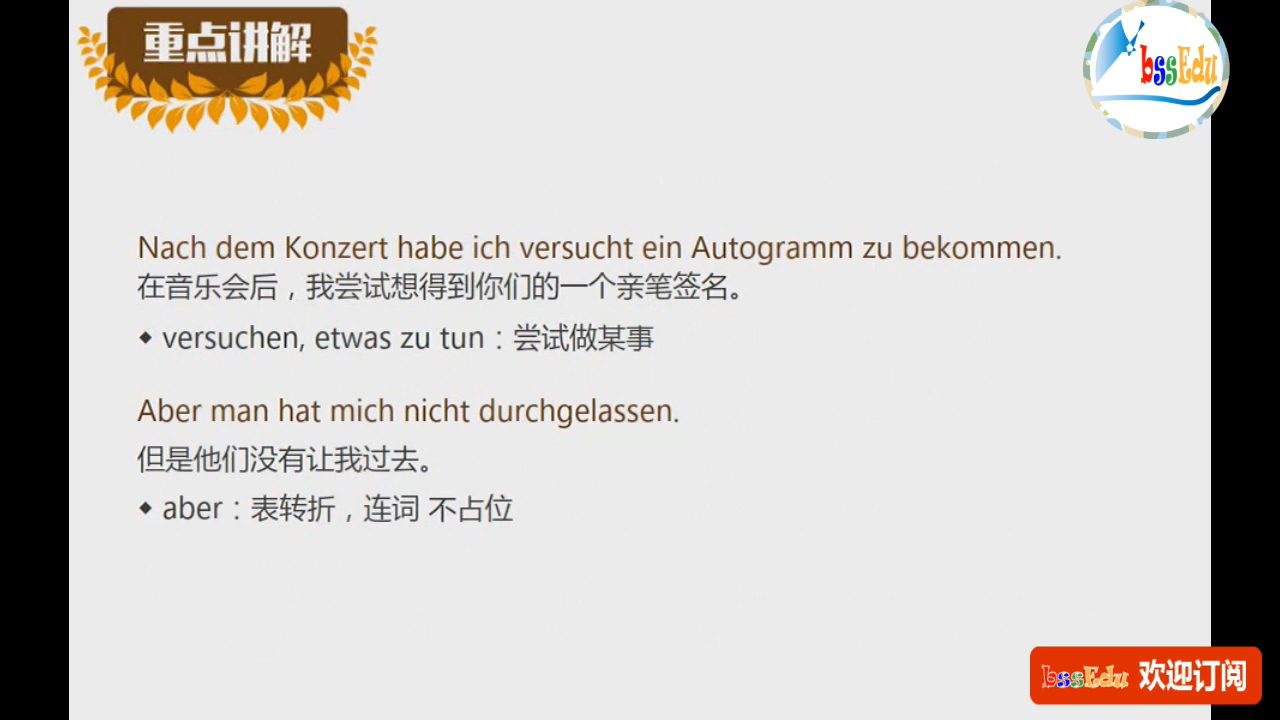 重点讲解
bssEdu
Nach dem Konzert habe ich versucht ein Autogramm zu bekommen.
在音乐会后，我尝试想得到你们的一个亲笔签名。
◆ versuchen, etwas zu tun：尝试做某事
Aber man hat mich nicht durchgelassen.
但是他们没有让我过去。
◆ aber：表转折，连词 不占位
bssEdu 欢迎订阅